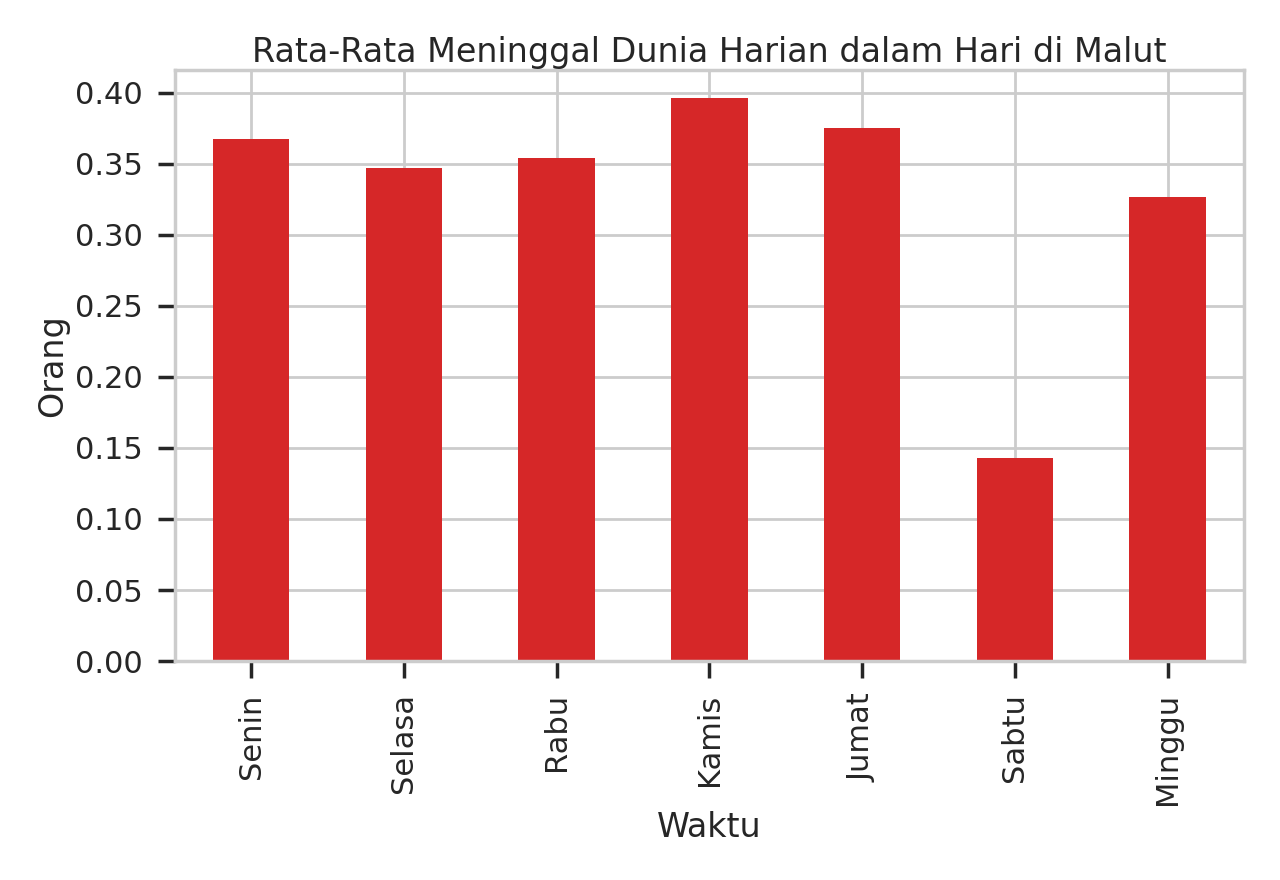 Rata-Rata Meninggal Dunia Harian dalam Hari di Malut
0.40
0.35
0.30
0.25
0.20
0.15
0.10
0.05
0.00
Orang
Senin
Selasa
Rabu
Kamis
Jumat
Sabtu
Minggu
Waktu